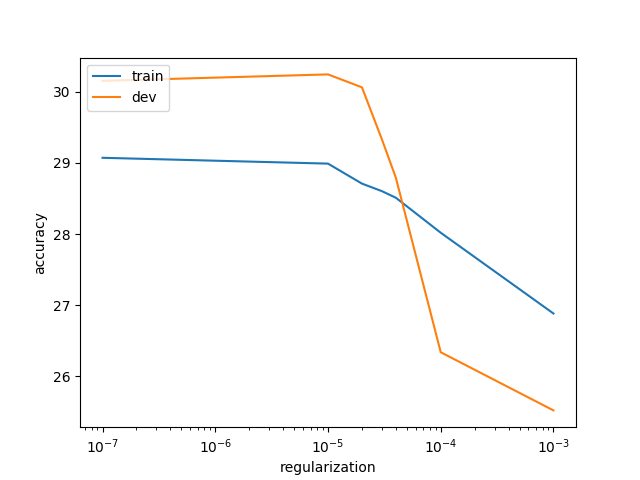 train
dev
30
29
28
27
26
accuracy
10⁻⁷
10⁻⁶
10⁻⁵
10⁻⁴
10⁻³
regularization